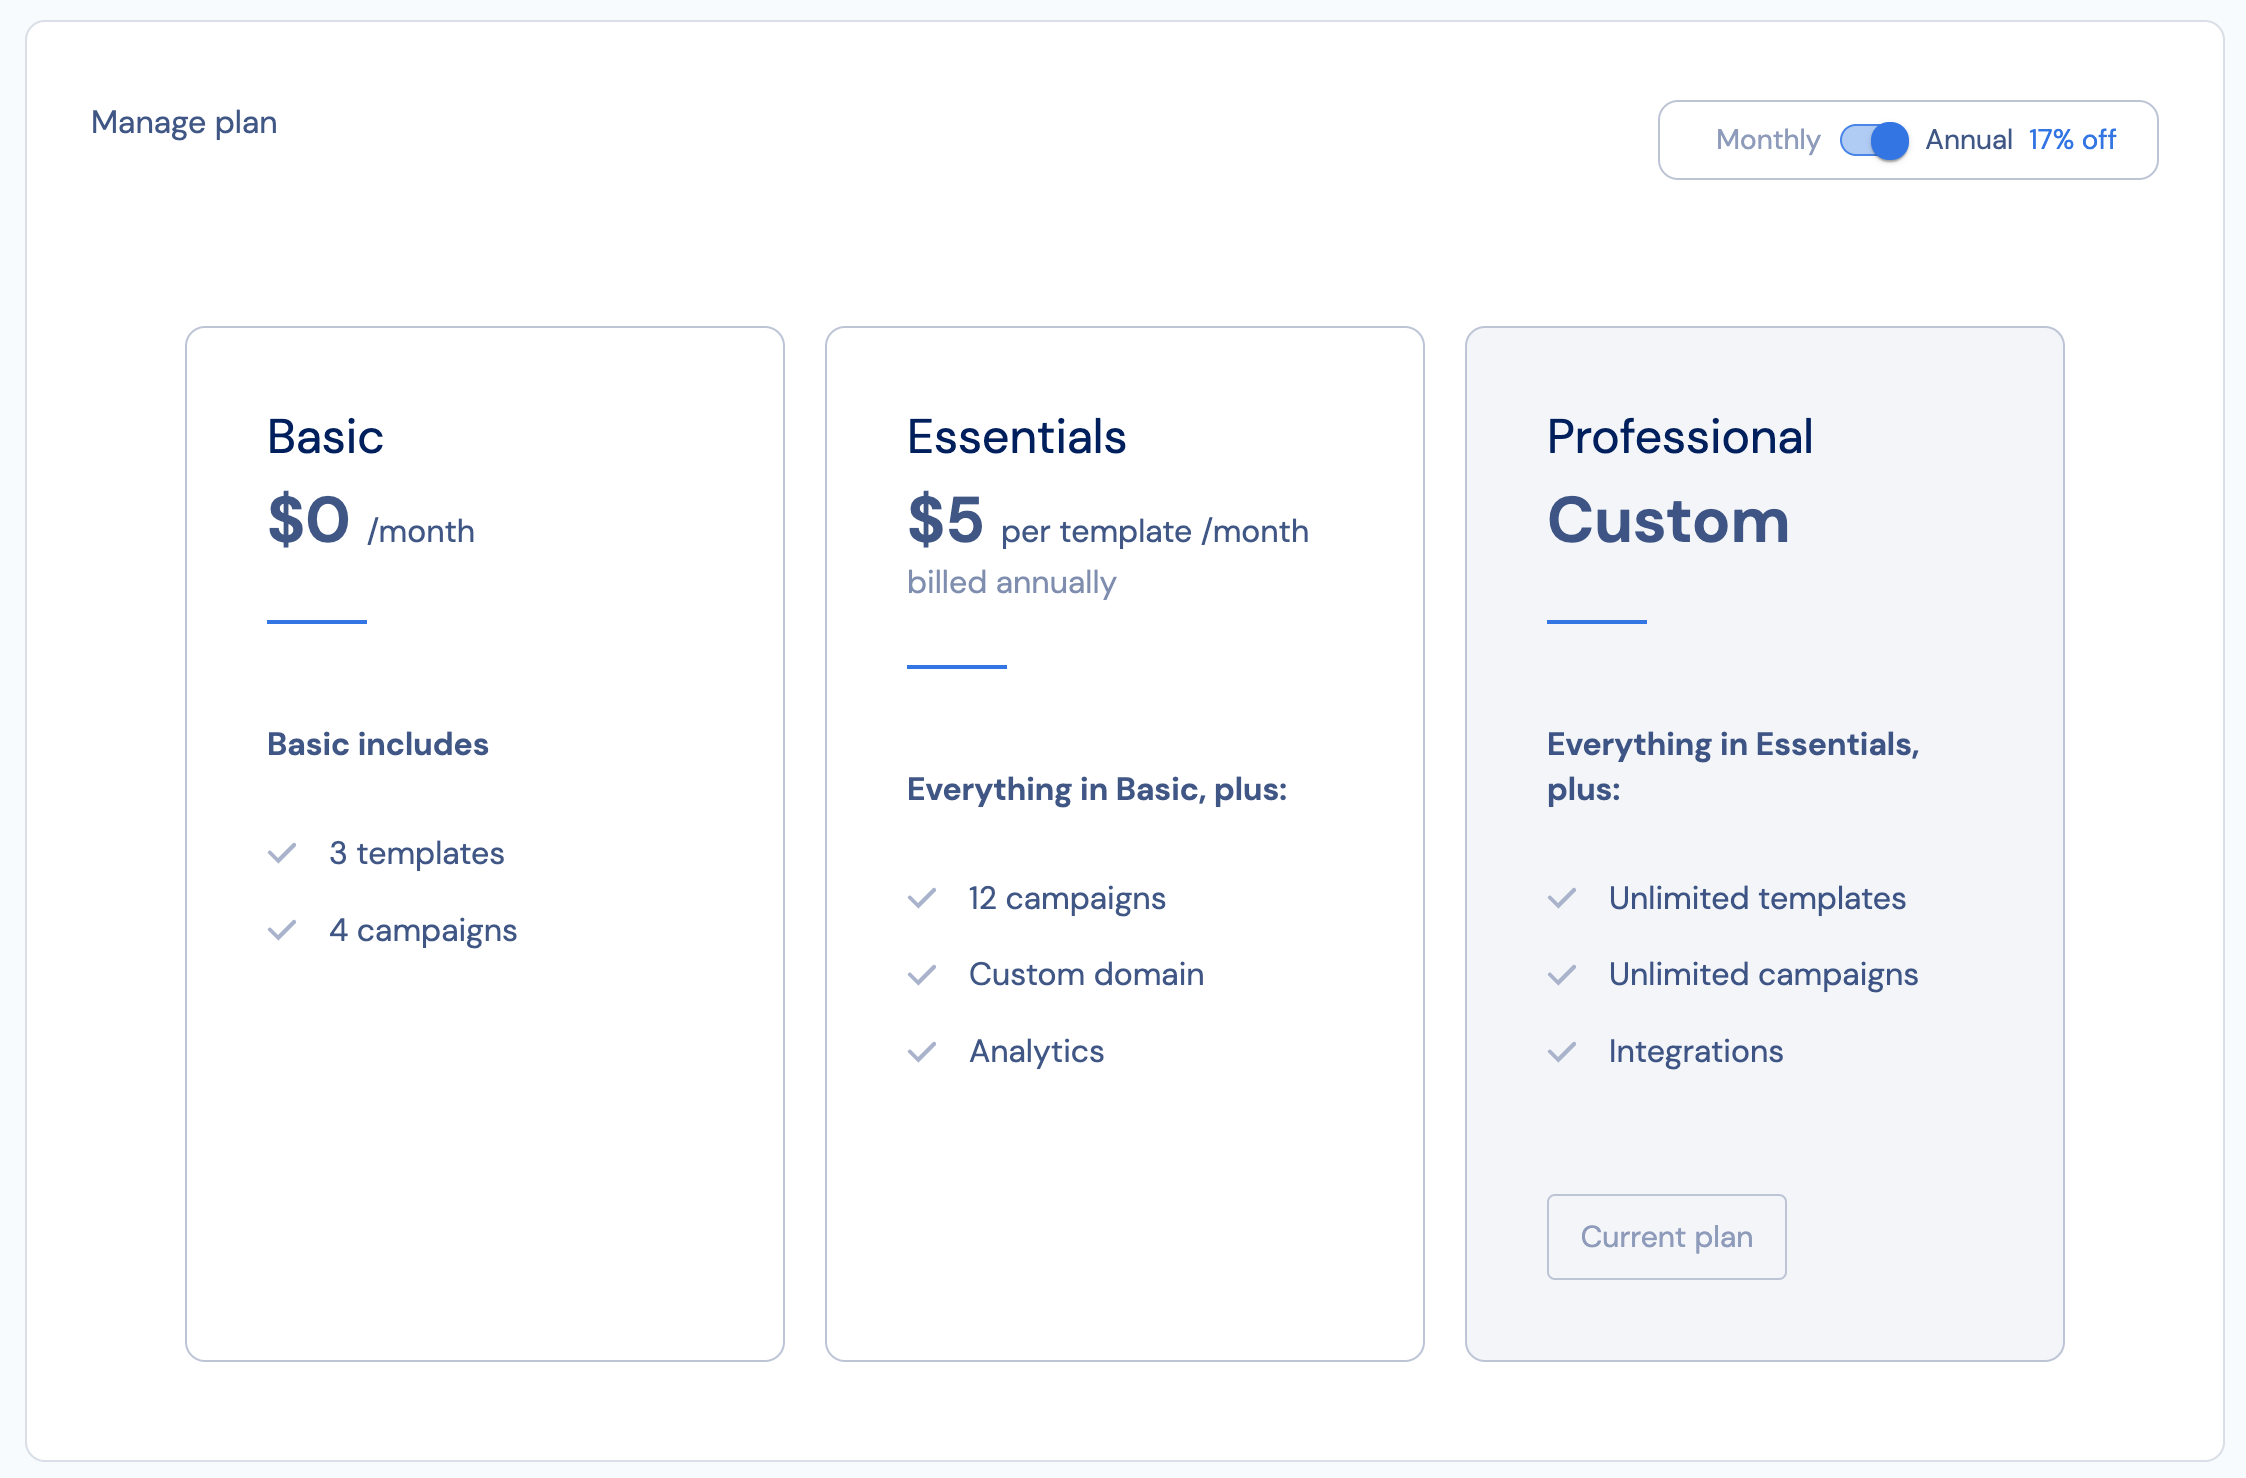 Manage plan
Monthly Annual 17% off
Basic
$0 /month
Basic includes
3 templates
4 campaigns
Essentials
$5 per template /month
billed annually
Everything in Basic, plus:
12 campaigns
Custom domain
Analytics
Professional
Custom
Everything in Essentials,
plus:
Unlimited templates
Unlimited campaigns
Integrations
Current plan